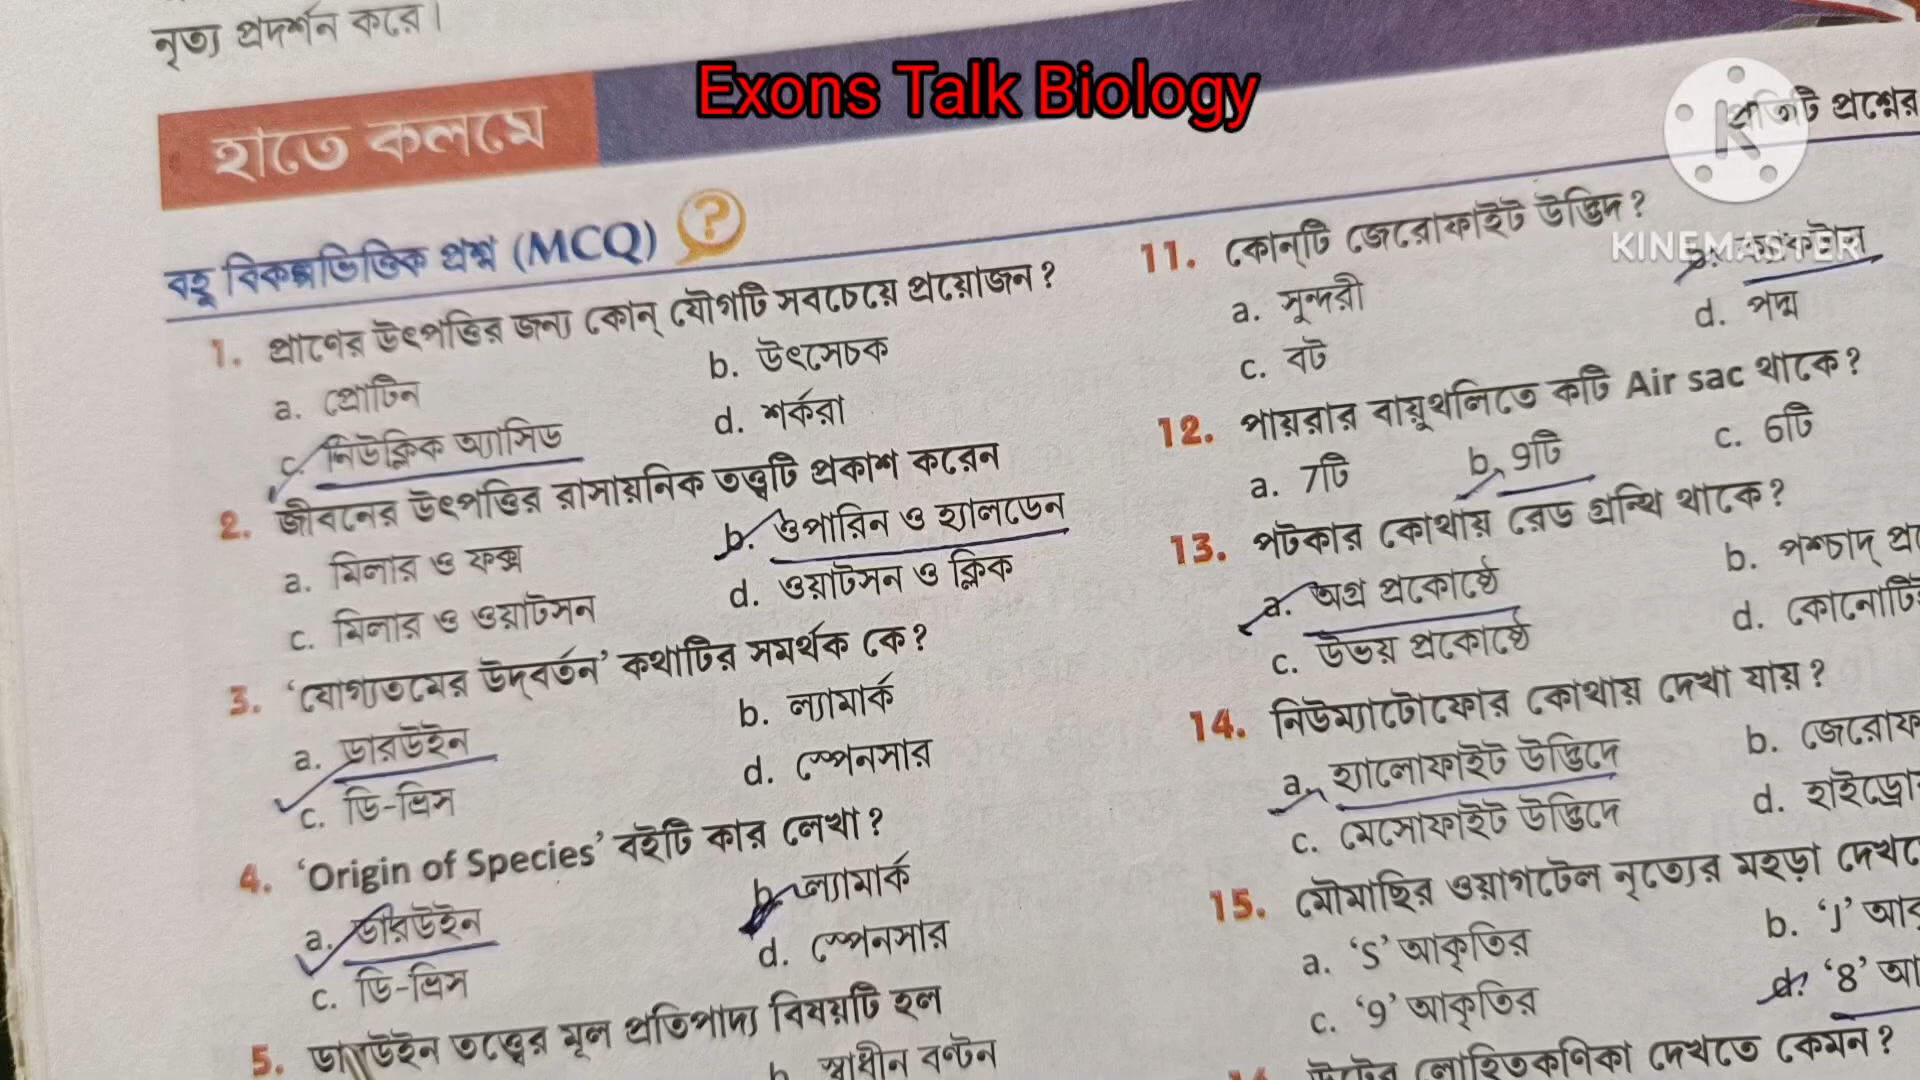 নৃত্য প্রদর্শন করে।
Exons Talk Biology
হাতে কলমে
প্রতিটি প্রশ্নের
বহু বিকল্পভিত্তিক প্রশ্ন (MCQ) ?
KINEMASTER
1. প্রাণের উৎপত্তির জন্য কোন্ যৌগটি সবচেয়ে প্রয়োজন?
a. প্রোটিন
b. উৎসেচক
c. নিউক্লিক অ্যাসিড
d. শর্করা
2. জীবনের উৎপত্তির রাসায়নিক তত্ত্বটি প্রকাশ করেন
a. মিলার ও ফক্স
b. ওপারিন ও হ্যালডেন
c. মিলার ও ওয়াটসন
d. ওয়াটসন ও ক্লিক
3. ‘যোগ্যতমের উদ্‌বর্তন’ কথাটির সমর্থক কে?
a. ডারউইন
b. ল্যামার্ক
c. ডি-ভ্রিস
d. স্পেনসার
4. ‘Origin of Species’ বইটি কার লেখা?
a. ডারউইন
b. ল্যামার্ক
c. ডি-ভ্রিস
d. স্পেনসার
5. ডারউইন তত্ত্বের মূল প্রতিপাদ্য বিষয়টি হল
b স্বাধীন বণ্টন
11. কোন্‌টি জেরোফাইট উদ্ভিদ?
a. সুন্দরী
b. ক্যাকটাস
c. বট
d. পদ্ম
12. পায়রার বায়ুথলিতে কটি Air sac থাকে?
a. 7টি
b. 9টি
c. 6টি
13. পটকার কোথায় রেড গ্রন্থি থাকে?
a. অগ্র প্রকোষ্ঠে
b. পশ্চাদ্
c. উভয় প্রকোষ্ঠে
d.
14. নিউম্যাটোফোর কোথায় দেখা যায়?
a. হ্যালোফাইট উদ্ভিদে
b.
c. মেসোফাইট উদ্ভিদে
d.
15. মৌমাছির ওয়াগটেল নৃত্যের মহড়া
a. ‘S’ আকৃতির
b. ‘J’
c. ‘9’ আকৃতির
d. ‘8’
উটের লোহিতকণিকা দেখতে কেমন?